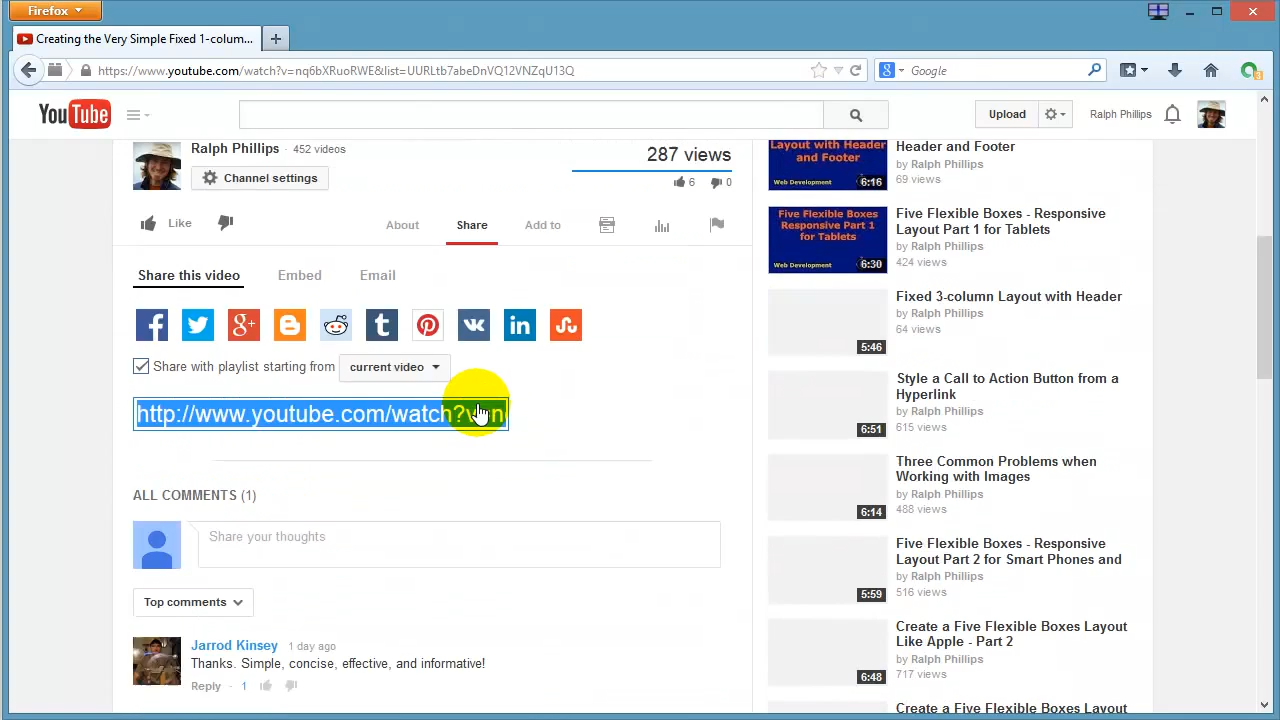 Firefox
Creating the Very Simple Fixed 1-colum...
https://www.youtube.com/watch?v=nq6bXRuoRWE&list=UURLtb7abeDnVQ12VNZqU13Q
Google
3
YouTube
Upload
Ralph Phillips
Ralph Phillips · 452 videos
Channel settings
287 views
6
0
Like
About
Share
Add to
Share this video
Embed
Email
Share with playlist starting from
current video
http://www.youtube.com/watch?v=n
ALL COMMENTS (1)
Share your thoughts
Top comments
Jarrod Kinsey 1 day ago
Thanks. Simple, concise, effective, and informative!
Reply · 1
Layout with Header
and Footer
Web Development
6:16
Header and Footer
by Ralph Phillips
69 views
Five Flexible Boxes
Responsive Part 1
for Tablets
Web Development
6:30
Five Flexible Boxes - Responsive
Layout Part 1 for Tablets
by Ralph Phillips
424 views
5:46
Fixed 3-column Layout with Header
by Ralph Phillips
64 views
6:51
Style a Call to Action Button from a
Hyperlink
by Ralph Phillips
615 views
6:14
Three Common Problems when
Working with Images
by Ralph Phillips
488 views
5:59
Five Flexible Boxes - Responsive
Layout Part 2 for Smart Phones and
by Ralph Phillips
516 views
6:48
Create a Five Flexible Boxes Layout
Like Apple - Part 2
by Ralph Phillips
717 views
Create a Five Flexible Boxes Layout